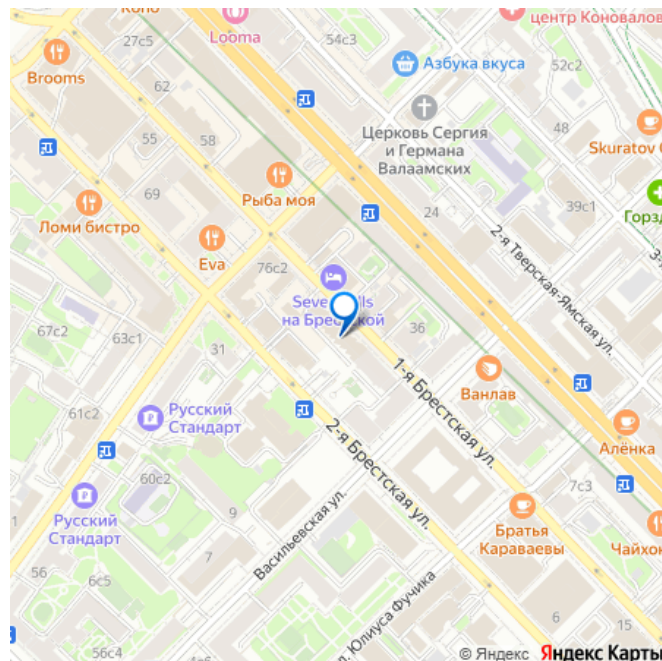 27с5
Looma
54с3
центр Коновалов
Brooms
62
Азбука вкуса
52с2
55
58
Церковь Сергия
и Германа
Валаамских
48
Skuratov
69
Рыба моя
39с1
Ломи бистро
24
Горзд
Eva
76с2
2-я Тверская-Ямская ул.
на Брестской
67с2
63с1
31
36
1-я Брестская ул.
Ванлав
61с2
Русский
Стандарт
Алёнка
2-я Брестская ул.
60с2
7с3
Русский
Стандарт
9
Васильевская ул.
Братья
Караваевы
Чайхон
7
56
6с5
л. Юлиуса Фучика
6
15
56с4
© Яндекс Яндекс Карты